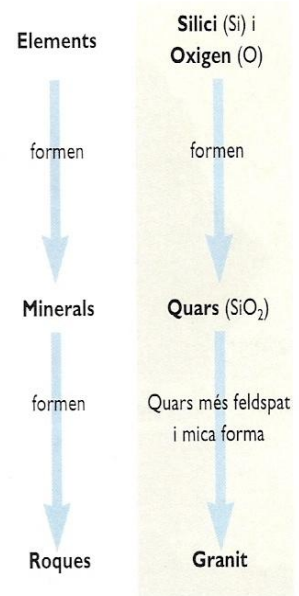 Elements
formen
Minerals
formen
Roques
Silici (Si) i
Oxigen (O)
formen
Quars (SiO₂)
Quars més feldspat
i mica forma
Granit